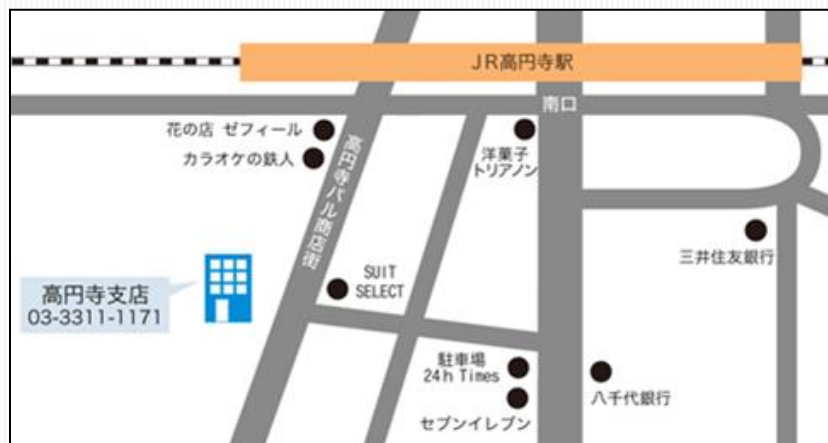 JR高円寺駅
南口
花の店 ゼフィール
カラオケの鉄人
高円寺パル商店街
洋菓子
トリアノン
三井住友銀行
高円寺支店
03-3311-1171
SUIT
SELECT
駐車場
24h Times
セブンイレブン
八千代銀行